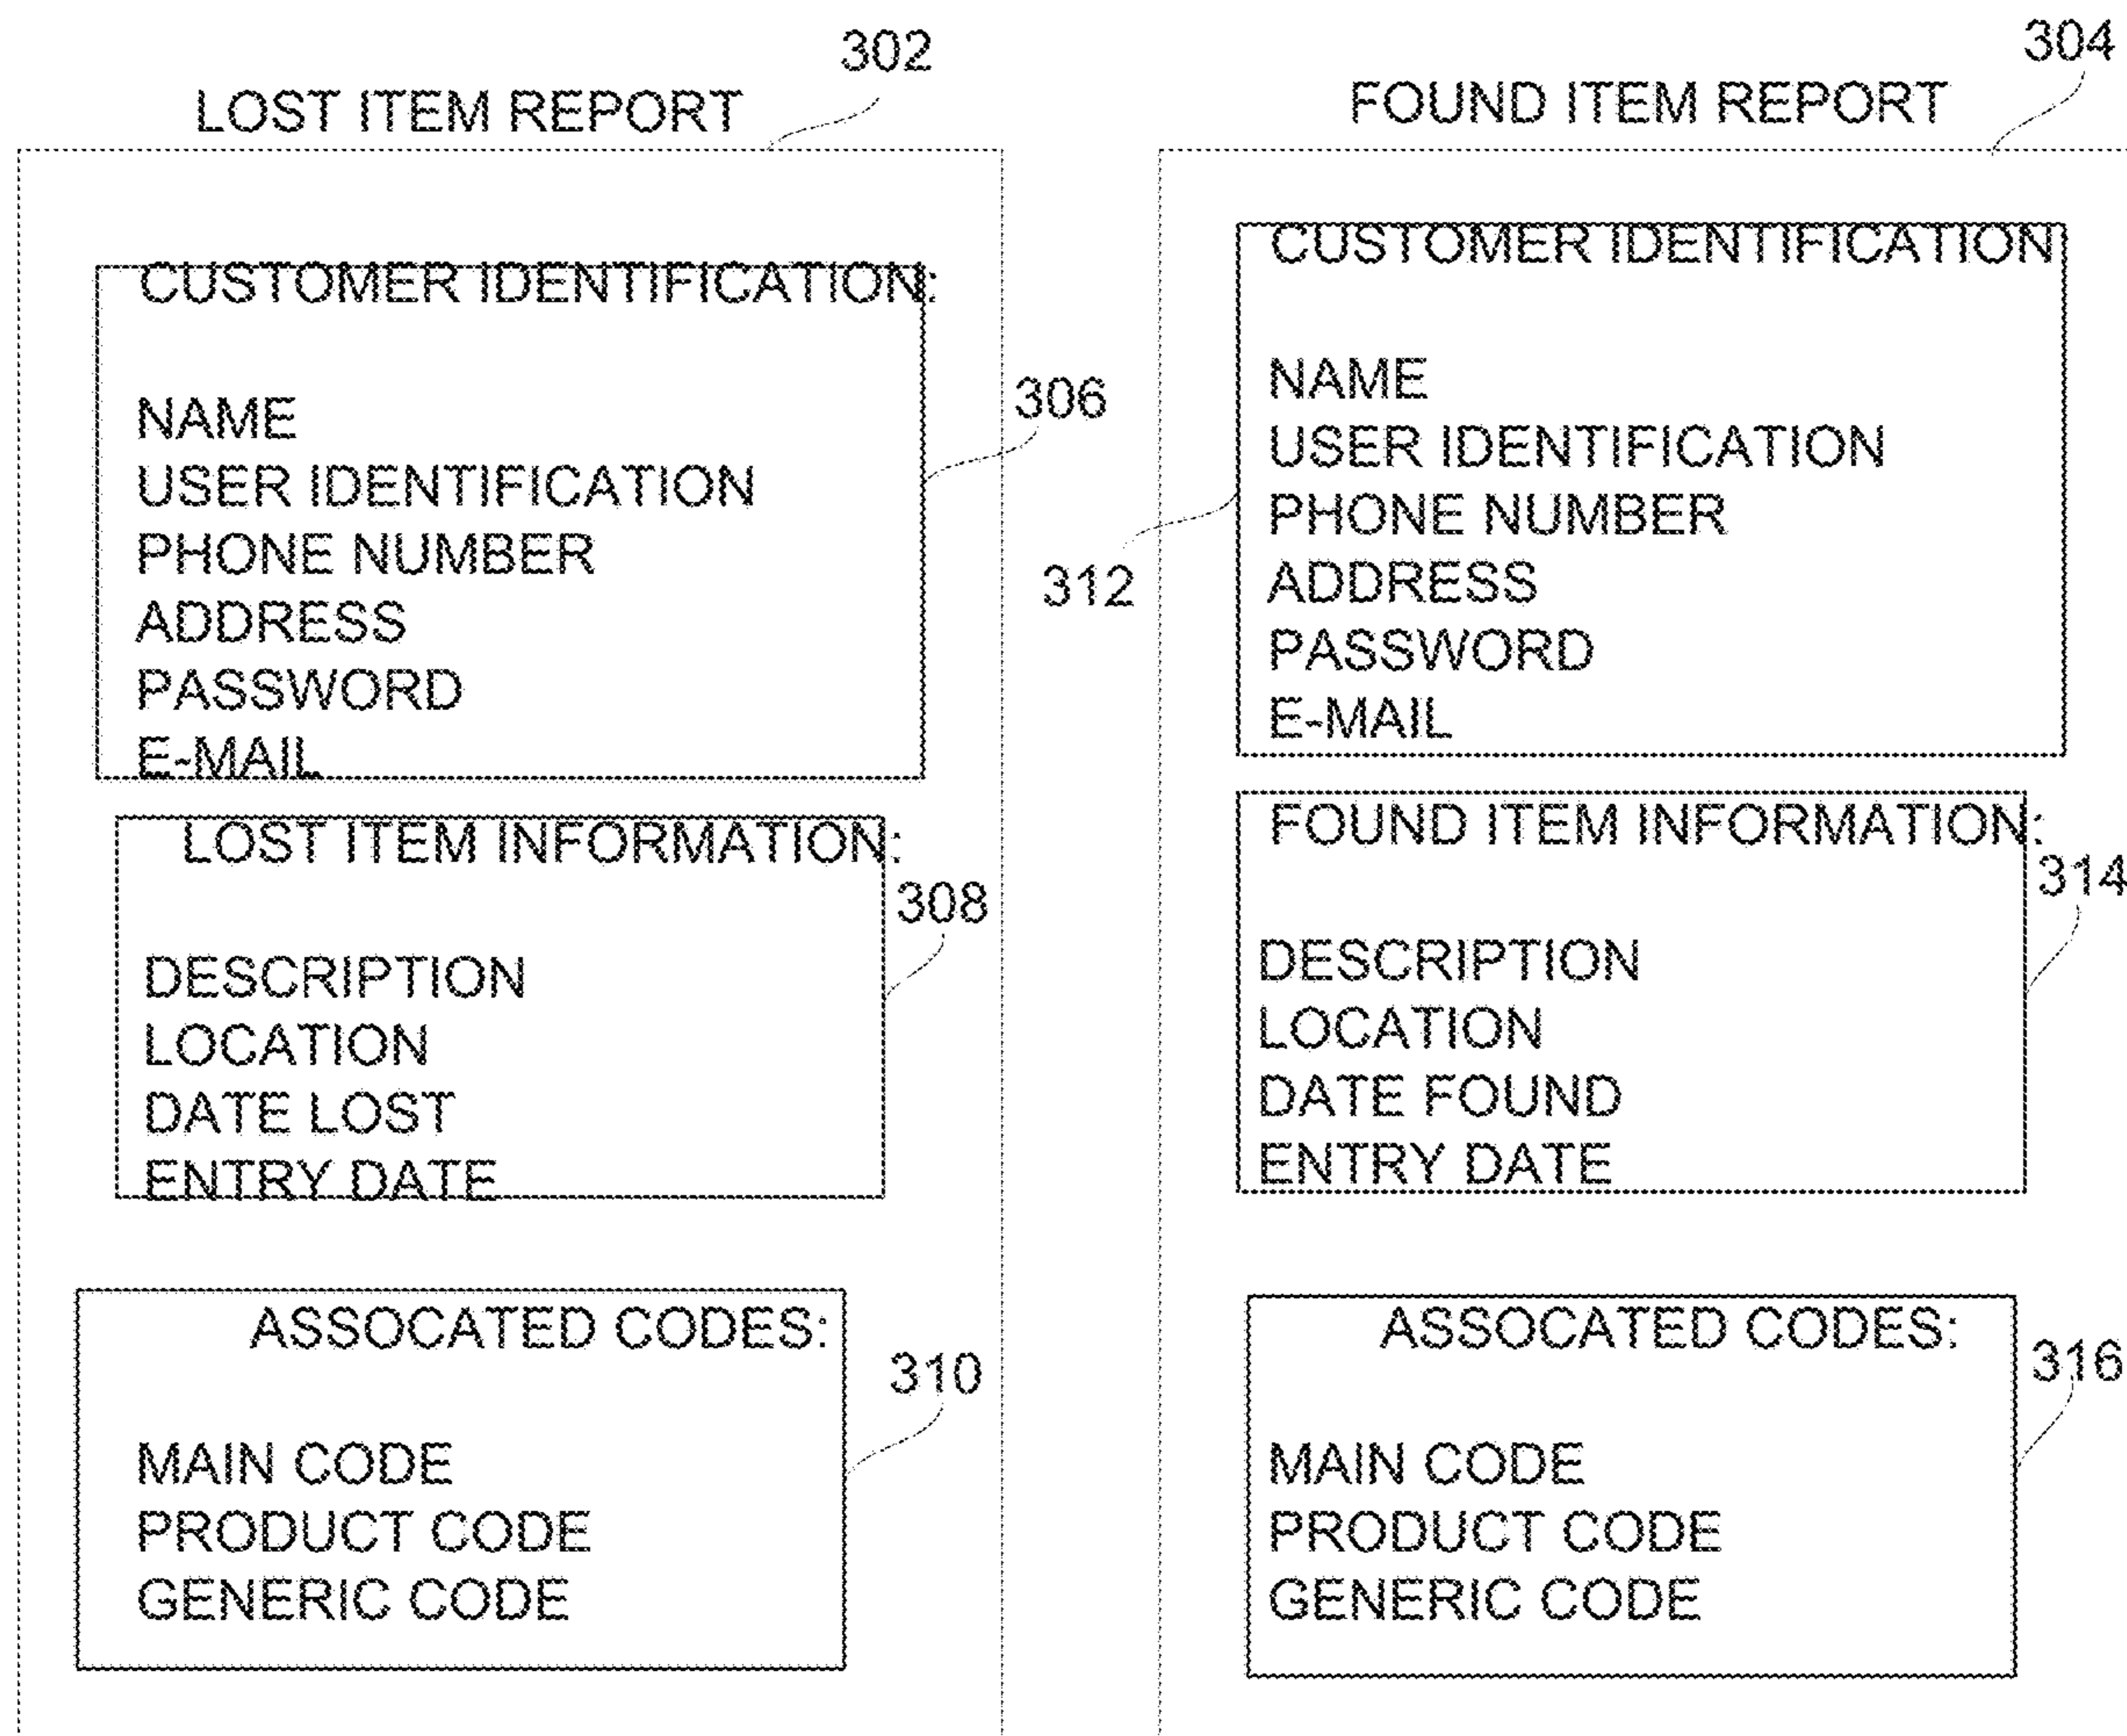 302
LOST ITEM REPORT
CUSTOMER IDENTIFICATION:
NAME
USER IDENTIFICATION
PHONE NUMBER
ADDRESS
PASSWORD
E-MAIL
306
LOST ITEM INFORMATION:
308
DESCRIPTION
LOCATION
DATE LOST
ENTRY DATE
ASSOCATED CODES:
310
MAIN CODE
PRODUCT CODE
GENERIC CODE
304
FOUND ITEM REPORT
CUSTOMER IDENTIFICATION
NAME
USER IDENTIFICATION
PHONE NUMBER
ADDRESS
PASSWORD
E-MAIL
312
FOUND ITEM INFORMATION:
314
DESCRIPTION
LOCATION
DATE FOUND
ENTRY DATE
ASSOCATED CODES:
316
MAIN CODE
PRODUCT CODE
GENERIC CODE